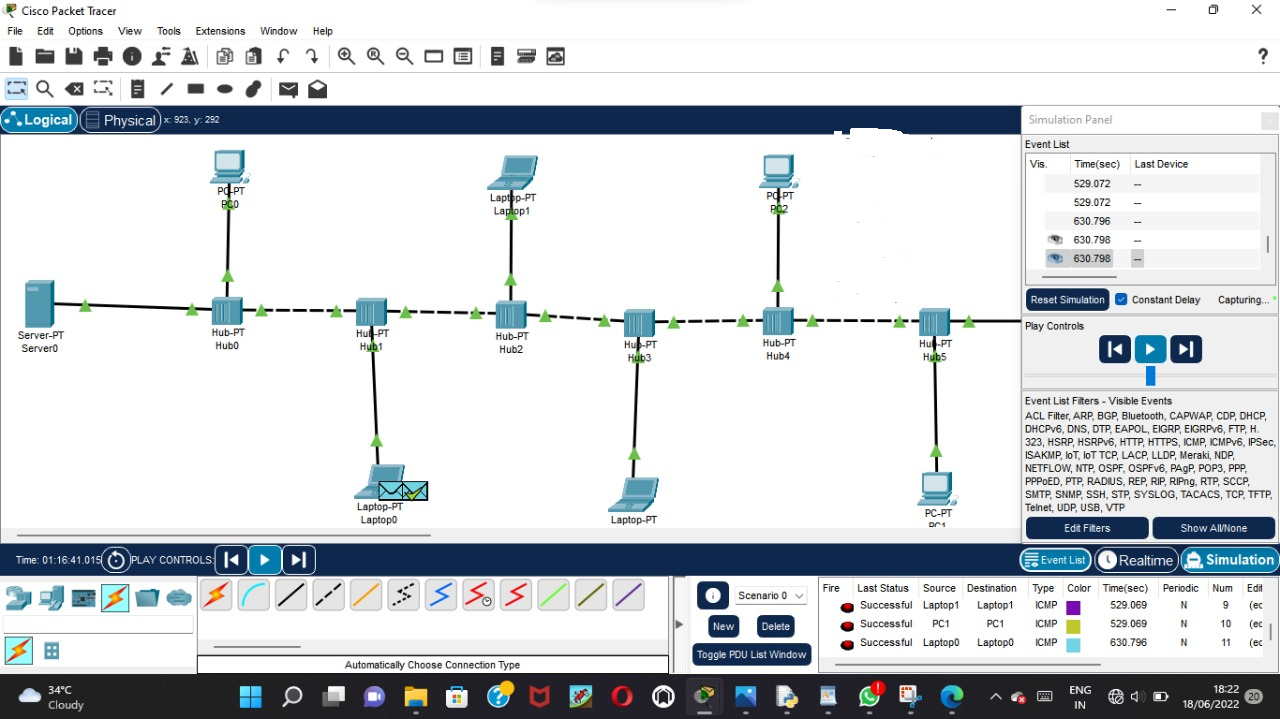 Cisco Packet Tracer
File Edit Options View Tools Extensions Window Help
?
Logical Physical x: 923, y: 292
Simulation Panel
Event List
Vis. Time(sec) Last Device
529.072 --
529.072 --
630.796 --
630.798 --
630.798 --
Reset Simulation Constant Delay Capturing...
Play Controls
Event List Filters - Visible Events
ACL Filter, ARP, BGP, Bluetooth, CAPWAP, CDP, DHCP,
DHCPv6, DNS, DTP, EAPOL, EIGRP, EIGRPv6, FTP, H.
323, HSRP, HSRPv6, HTTP, HTTPS, ICMP, ICMPv6, IPSec,
ISAKMP, IoT, IoT TCP, LACP, LLDP, Meraki, NDP,
NETFLOW, NTP, OSPF, OSPFv6, PAgP, POP3, PPP,
PPPoED, PTP, RADIUS, REP, RIP, RIPng, RTP, SCCP,
SMTP, SNMP, SSH, STP, SYSLOG, TACACS, TCP, TFTP,
Telnet, UDP, USB, VTP
Edit Filters Show All/None
PC-PT
PC0
Laptop-PT
Laptop1
PC-PT
PC2
Server-PT
Server0
Hub-PT
Hub0
Hub-PT
Hub1
Hub-PT
Hub2
Hub-PT
Hub3
Hub-PT
Hub4
Hub-PT
Hub5
Laptop-PT
Laptop0
Laptop-PT
PC-PT
PC1
Time: 01:16:41.015 PLAY CONTROLS: Event List Realtime Simulation
Automatically Choose Connection Type
Scenario 0
New Delete
Toggle PDU List Window
Fire Last Status Source Destination Type Color Time(sec) Periodic Num Edit
Successful Laptop1 Laptop1 ICMP 529.069 N 9 (ec
Successful PC1 PC1 ICMP 529.069 N 10 (ec
Successful Laptop0 Laptop0 ICMP 630.796 N 11 (ec
34°C
Cloudy
ENG
IN
18:22
18/06/2022
20